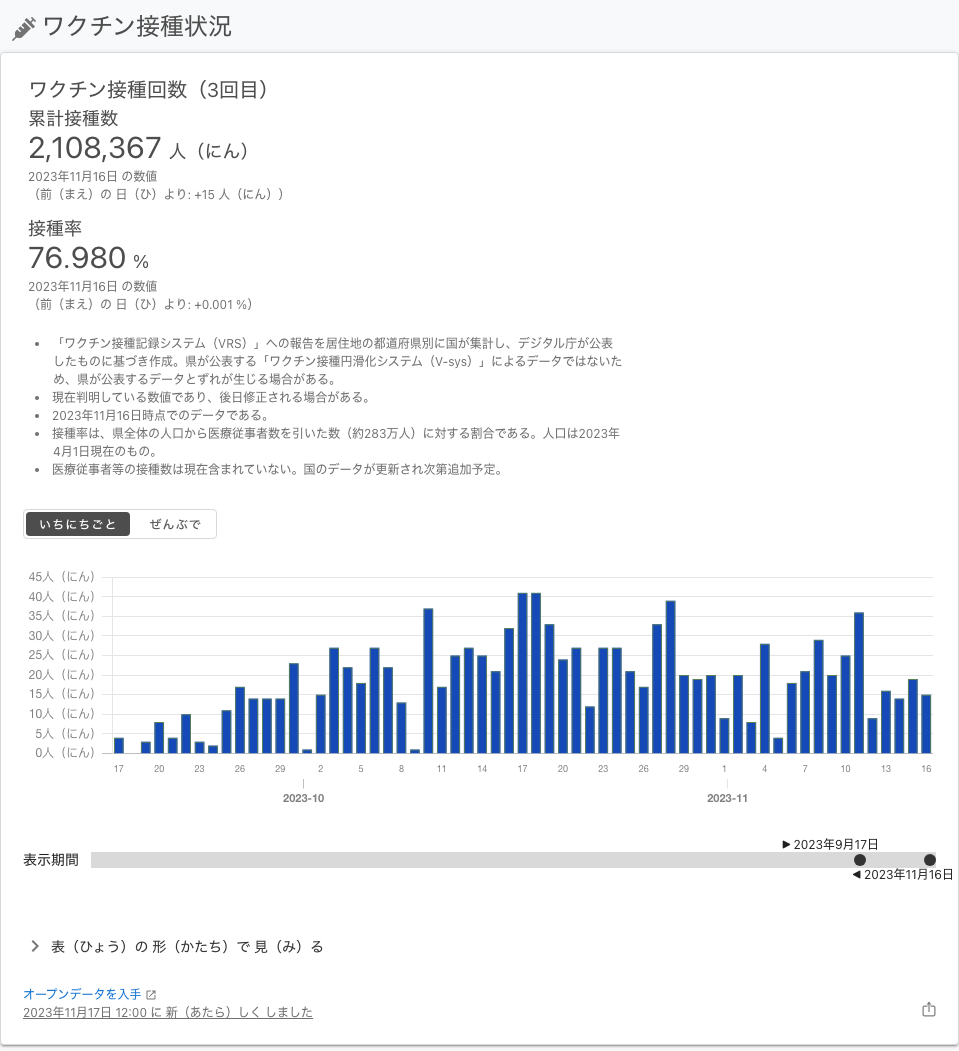 ワクチン接種状況
ワクチン接種回数（3回目）
累計接種数
2,108,367 人（にん）
2023年11月16日 の数値
（前（まえ）の 日（ひ）より: +15 人（にん））
接種率
76.980 %
2023年11月16日 の数値
（前（まえ）の 日（ひ）より: +0.001 %）
• 「ワクチン接種記録システム（VRS）」への報告を居住地の都道府県別に国が集計し、デジタル庁が公表
したものに基づき作成。県が公表する「ワクチン接種円滑化システム（V-sys）」によるデータではないた
め、県が公表するデータとずれが生じる場合がある。
• 現在判明している数値であり、後日修正される場合がある。
• 2023年11月16日時点でのデータである。
• 接種率は、県全体の人口から医療従事者数を引いた数（約283万人）に対する割合である。人口は2023年
4月1日現在のもの。
• 医療従事者等の接種数は現在含まれていない。国のデータが更新され次第追加予定。
いちにちごと ぜんぶで
45人（にん）
40人（にん）
35人（にん）
30人（にん）
25人（にん）
20人（にん）
15人（にん）
10人（にん）
5人（にん）
0人（にん）
17 20 23 26 29 2 5 8 11 14 17 20 23 26 29 1 4 7 10 13 16
2023-10 2023-11
▶ 2023年9月17日
表示期間
◀ 2023年11月16日
表（ひょう）の 形（かたち）で 見（み）る
オープンデータを入手
2023年11月17日 12:00 に 新（あたら）しく しました